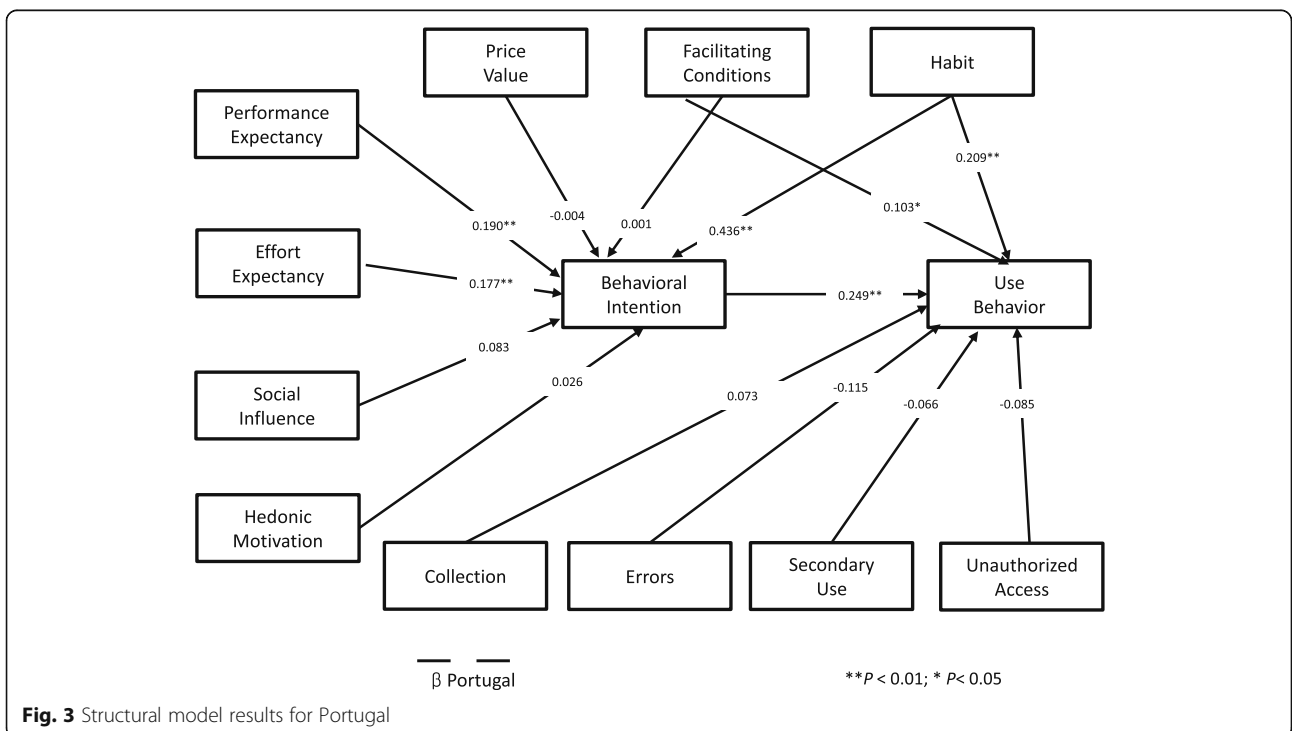 Price
Value
Facilitating
Conditions
Habit
Performance
Expectancy
0.209**
-0.004
0.001
0.103*
0.190**
0.436**
Effort
Expectancy
0.177**
Behavioral
Intention
0.249**
Use
Behavior
0.083
0.026
0.073
-0.115
-0.066
-0.085
Social
Influence
Hedonic
Motivation
Collection
Errors
Secondary
Use
Unauthorized
Access
β Portugal
**P < 0.01; * P< 0.05
Fig. 3 Structural model results for Portugal